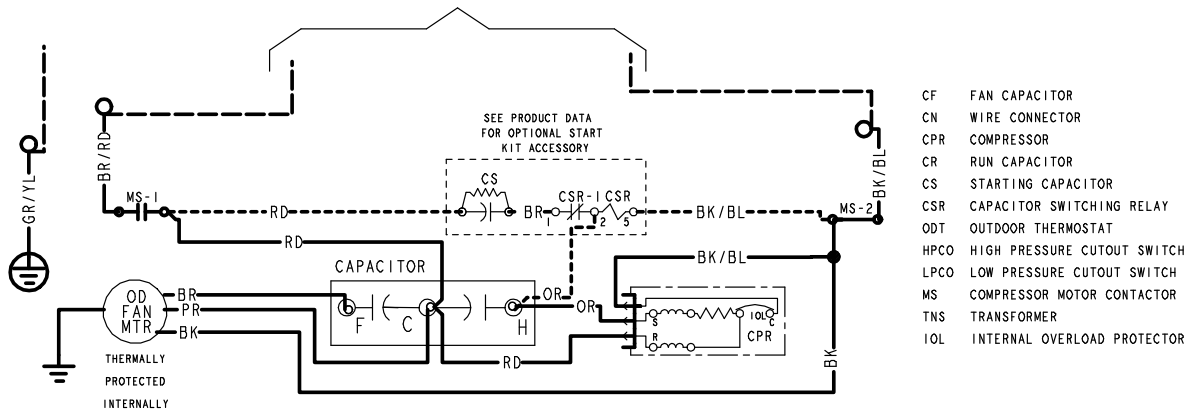 SEE PRODUCT DATA
FOR OPTIONAL START
KIT ACCESSORY
GR/YL
BR/RD
MS-1
RD
CS
BR
1
CSR-1
CSR
2
5
BK/BL
MS-2
BK/BL
RD
BK/BL
CAPACITOR
F
C
H
OR
OR
OD
FAN
MTR
BR
PR
BK
THERMALLY
PROTECTED
INTERNALLY
RD
S
R
IOL
C
CPR
BK
CF FAN CAPACITOR
CN WIRE CONNECTOR
CPR COMPRESSOR
CR RUN CAPACITOR
CS STARTING CAPACITOR
CSR CAPACITOR SWITCHING RELAY
ODT OUTDOOR THERMOSTAT
HPCO HIGH PRESSURE CUTOUT SWITCH
LPCO LOW PRESSURE CUTOUT SWITCH
MS COMPRESSOR MOTOR CONTACTOR
TNS TRANSFORMER
IOL INTERNAL OVERLOAD PROTECTOR